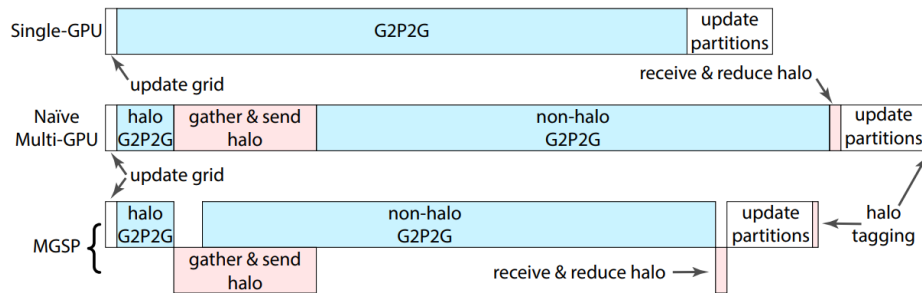 Single-GPU
G2P2G
update
partitions
update grid
receive & reduce halo
Naïve
Multi-GPU
halo
G2P2G
gather & send
halo
non-halo
G2P2G
update
partitions
update grid
MGSP
halo
G2P2G
non-halo
G2P2G
update
partitions
halo
tagging
gather & send
halo
receive & reduce halo